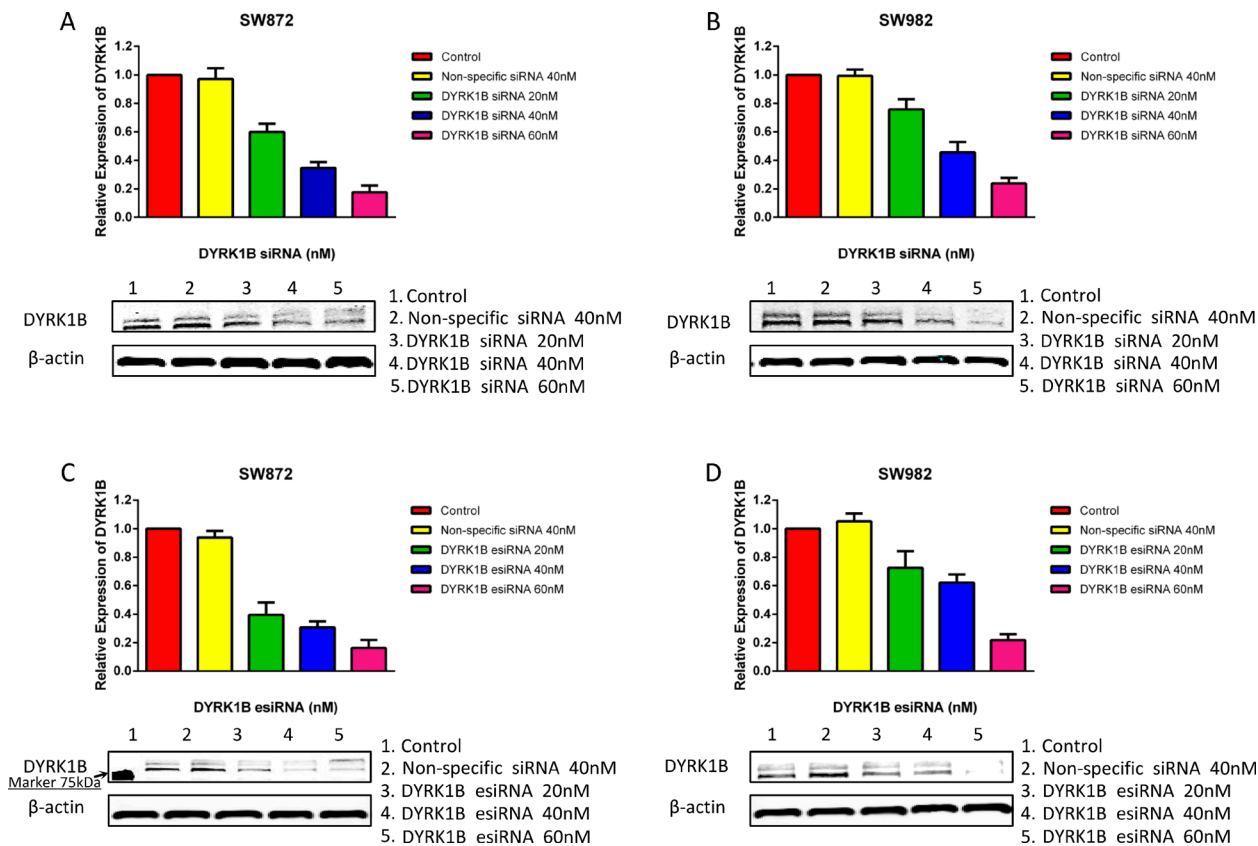 A
SW872
Relative Expression of DYRK1B
1.2
1.0
0.8
0.6
0.4
0.2
0.0
Control
Non-specific siRNA 40nM
DYRK1B siRNA 20nM
DYRK1B siRNA 40nM
DYRK1B siRNA 60nM
DYRK1B siRNA (nM)
1 2 3 4 5
DYRK1B
β-actin
1. Control
2. Non-specific siRNA 40nM
3. DYRK1B siRNA 20nM
4. DYRK1B siRNA 40nM
5. DYRK1B siRNA 60nM
B
SW982
Relative Expression of DYRK1B
1.2
1.0
0.8
0.6
0.4
0.2
0.0
Control
Non-specific siRNA 40nM
DYRK1B siRNA 20nM
DYRK1B siRNA 40nM
DYRK1B siRNA 60nM
DYRK1B siRNA (nM)
1 2 3 4 5
DYRK1B
β-actin
1. Control
2. Non-specific siRNA 40nM
3. DYRK1B siRNA 20nM
4. DYRK1B siRNA 40nM
5. DYRK1B siRNA 60nM
C
SW872
Relative Expression of DYRK1B
1.2
1.0
0.8
0.6
0.4
0.2
0.0
Control
Non-specific siRNA 40nM
DYRK1B esiRNA 20nM
DYRK1B esiRNA 40nM
DYRK1B esiRNA 60nM
DYRK1B esiRNA (nM)
1 2 3 4 5
DYRK1B
Marker 75kDa
β-actin
1. Control
2. Non-specific siRNA 40nM
3. DYRK1B esiRNA 20nM
4. DYRK1B esiRNA 40nM
5. DYRK1B esiRNA 60nM
D
SW982
Relative Expression of DYRK1B
1.2
1.0
0.8
0.6
0.4
0.2
0.0
Control
Non-specific siRNA 40nM
DYRK1B esiRNA 20nM
DYRK1B esiRNA 40nM
DYRK1B esiRNA 60nM
DYRK1B esiRNA (nM)
1 2 3 4 5
DYRK1B
β-actin
1. Control
2. Non-specific siRNA 40nM
3. DYRK1B esiRNA 20nM
4. DYRK1B esiRNA 40nM
5. DYRK1B esiRNA 60nM